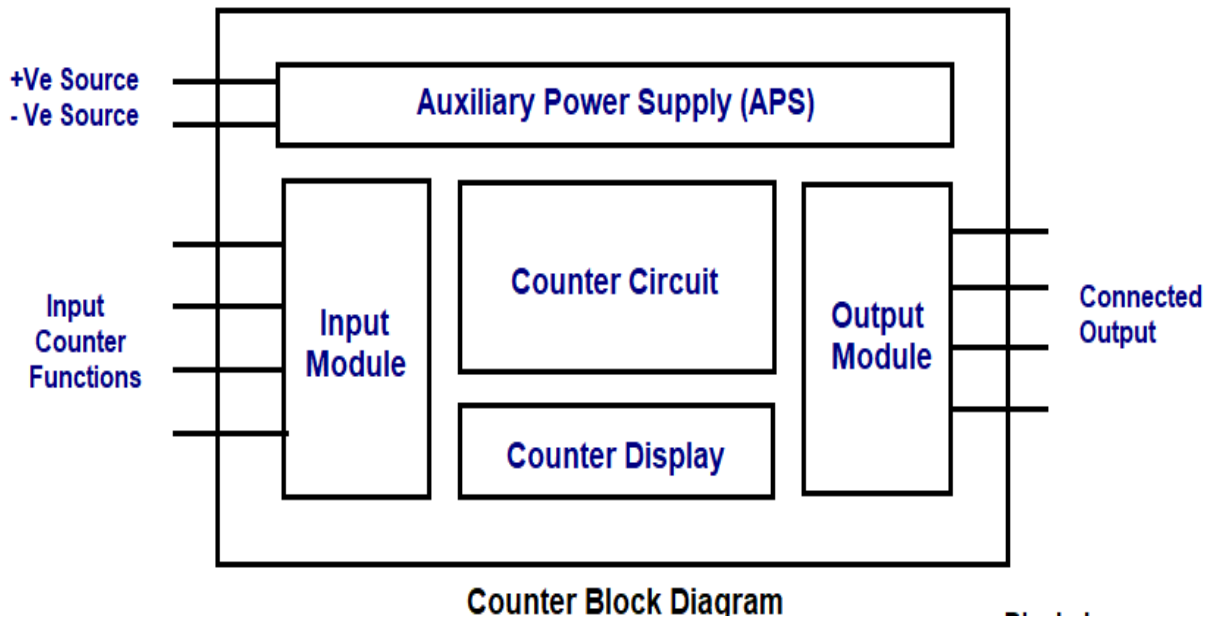 +Ve Source
- Ve Source
Auxiliary Power Supply (APS)
Input
Counter
Functions
Input
Module
Counter Circuit
Counter Display
Output
Module
Connected
Output
Counter Block Diagram